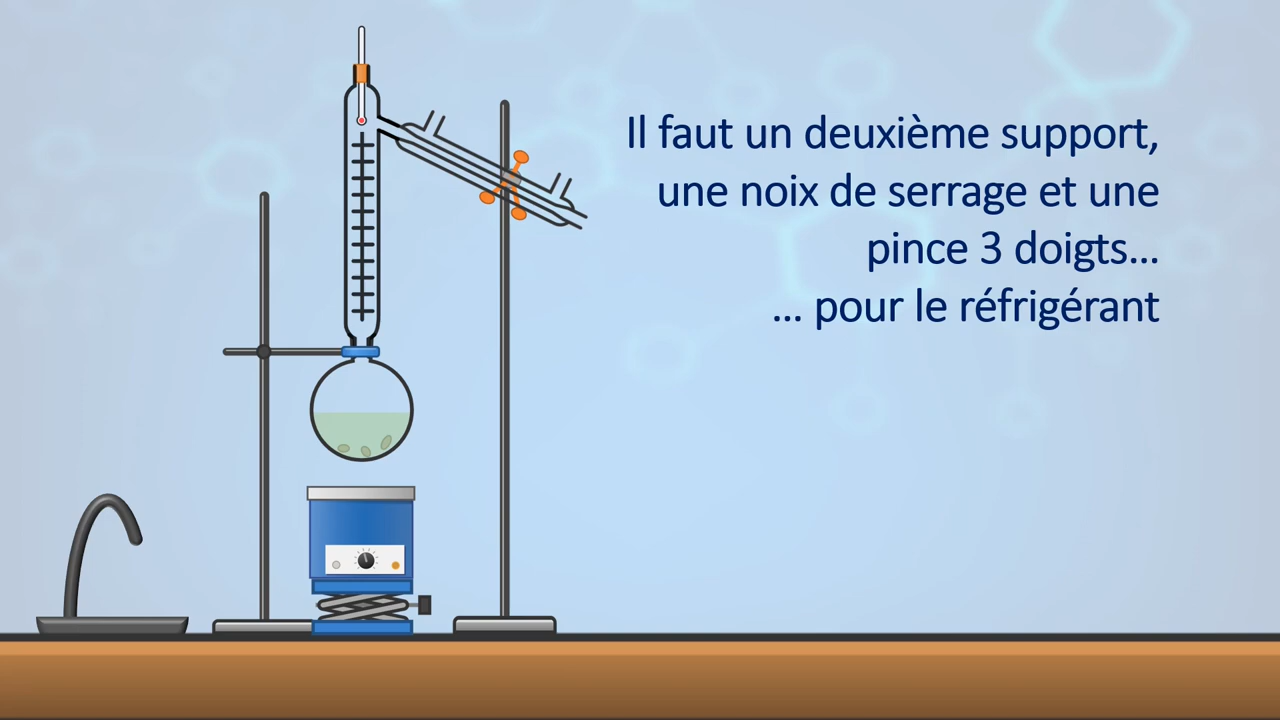 Il faut un deuxième support,
une noix de serrage et une
pince 3 doigts...
... pour le réfrigérant